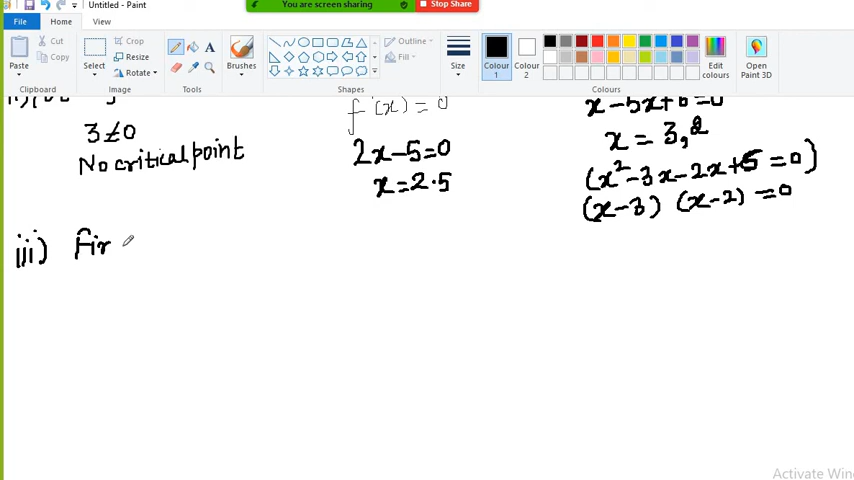 Untitled - Paint
You are screen sharing
Stop Share
File
Home
View
Paste
Cut
Copy
Clipboard
Select
Crop
Resize
Rotate
Image
A
Tools
Brushes
Shapes
Outline
Fill
Size
Colour 1
Colour 2
Colours
Edit colours
Open Paint 3D
3≠0
No critical point
f'(x) = 0
2x-5=0
x=2.5
x = 3,2
(x²-3x-2x+5=0)
(x-3) (x-2) =0
iii) Fir
Activate Win